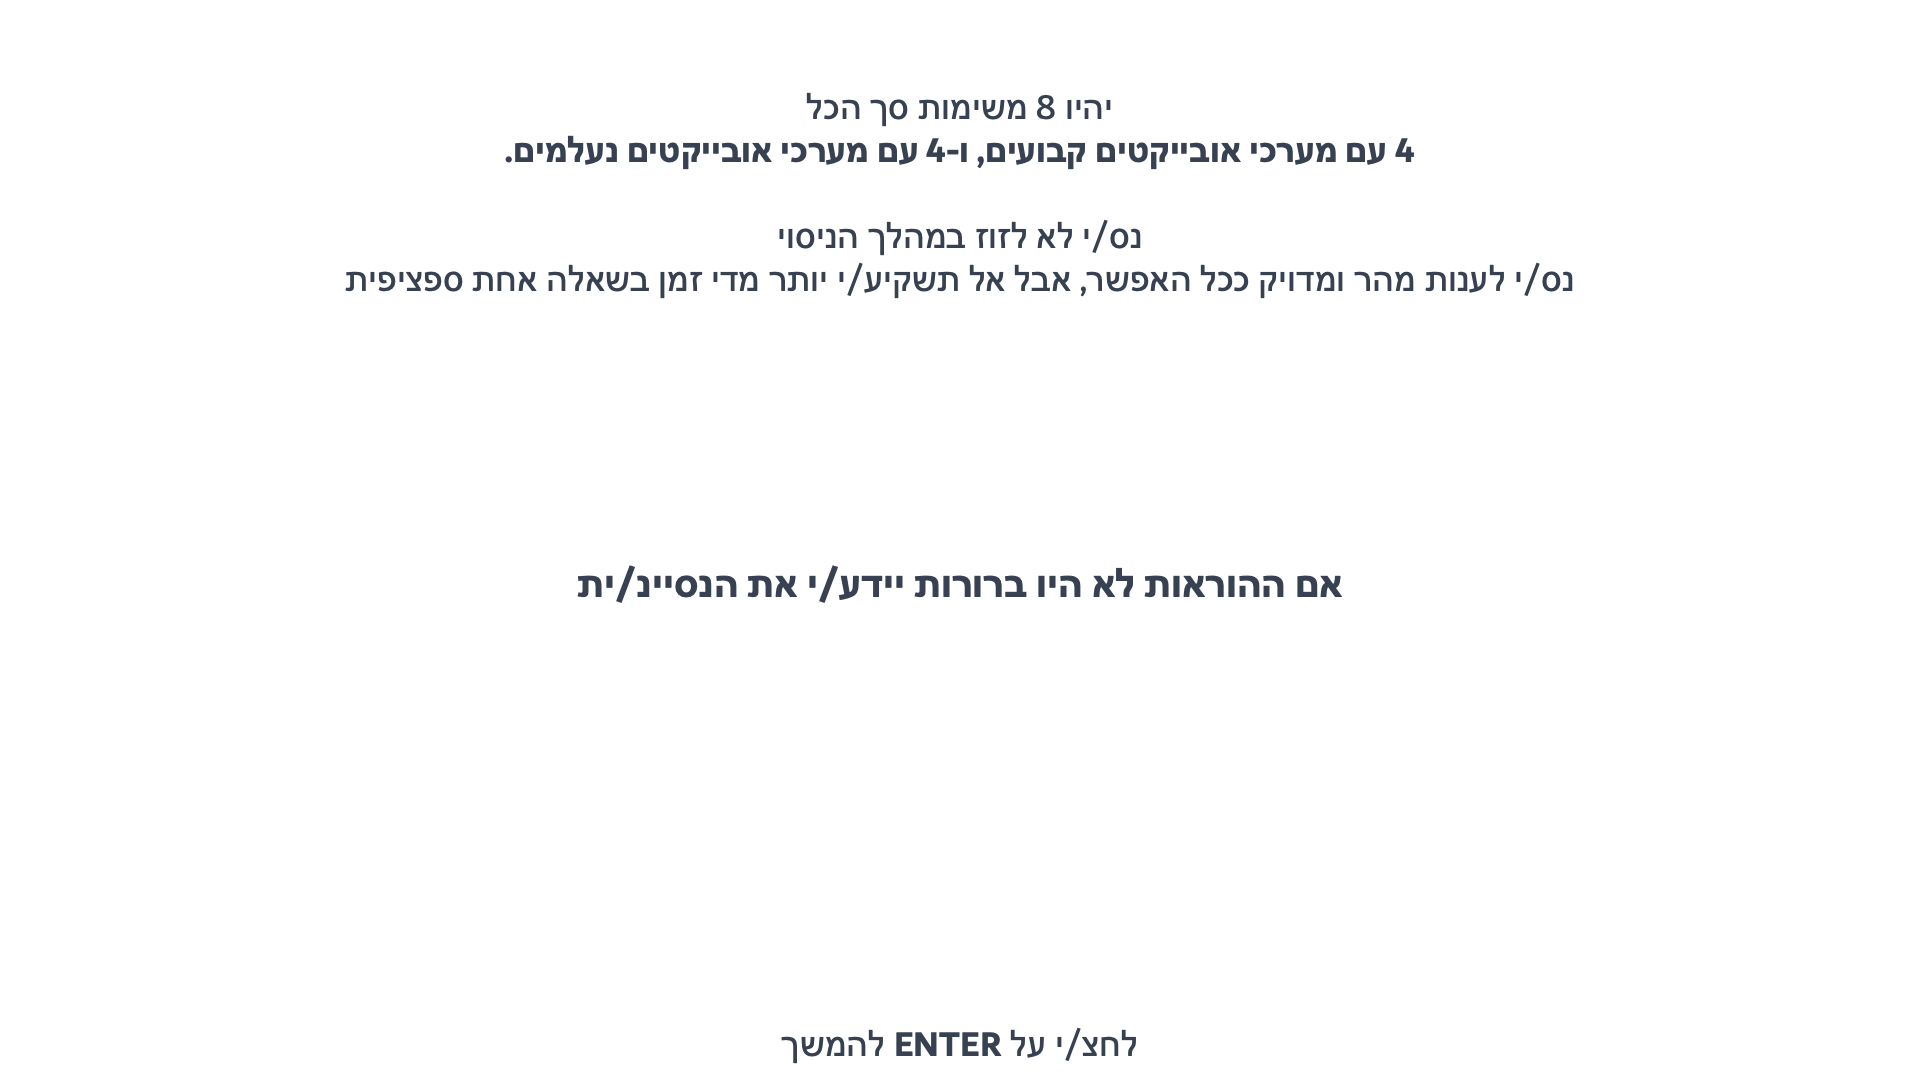 יהיו 8 משימות סך הכל
4 עם מערכי אובייקטים קבועים, ו-4 עם מערכי אובייקטים נעלמים.
נס/י לא לזוז במהלך הניסוי
נס/י לענות מהר ומדויק ככל האפשר, אבל אל תשקיע/י יותר מדי זמן בשאלה אחת ספציפית
אם ההוראות לא היו ברורות יידע/י את הנסיינ/ית
לחצ/י על ENTER להמשך